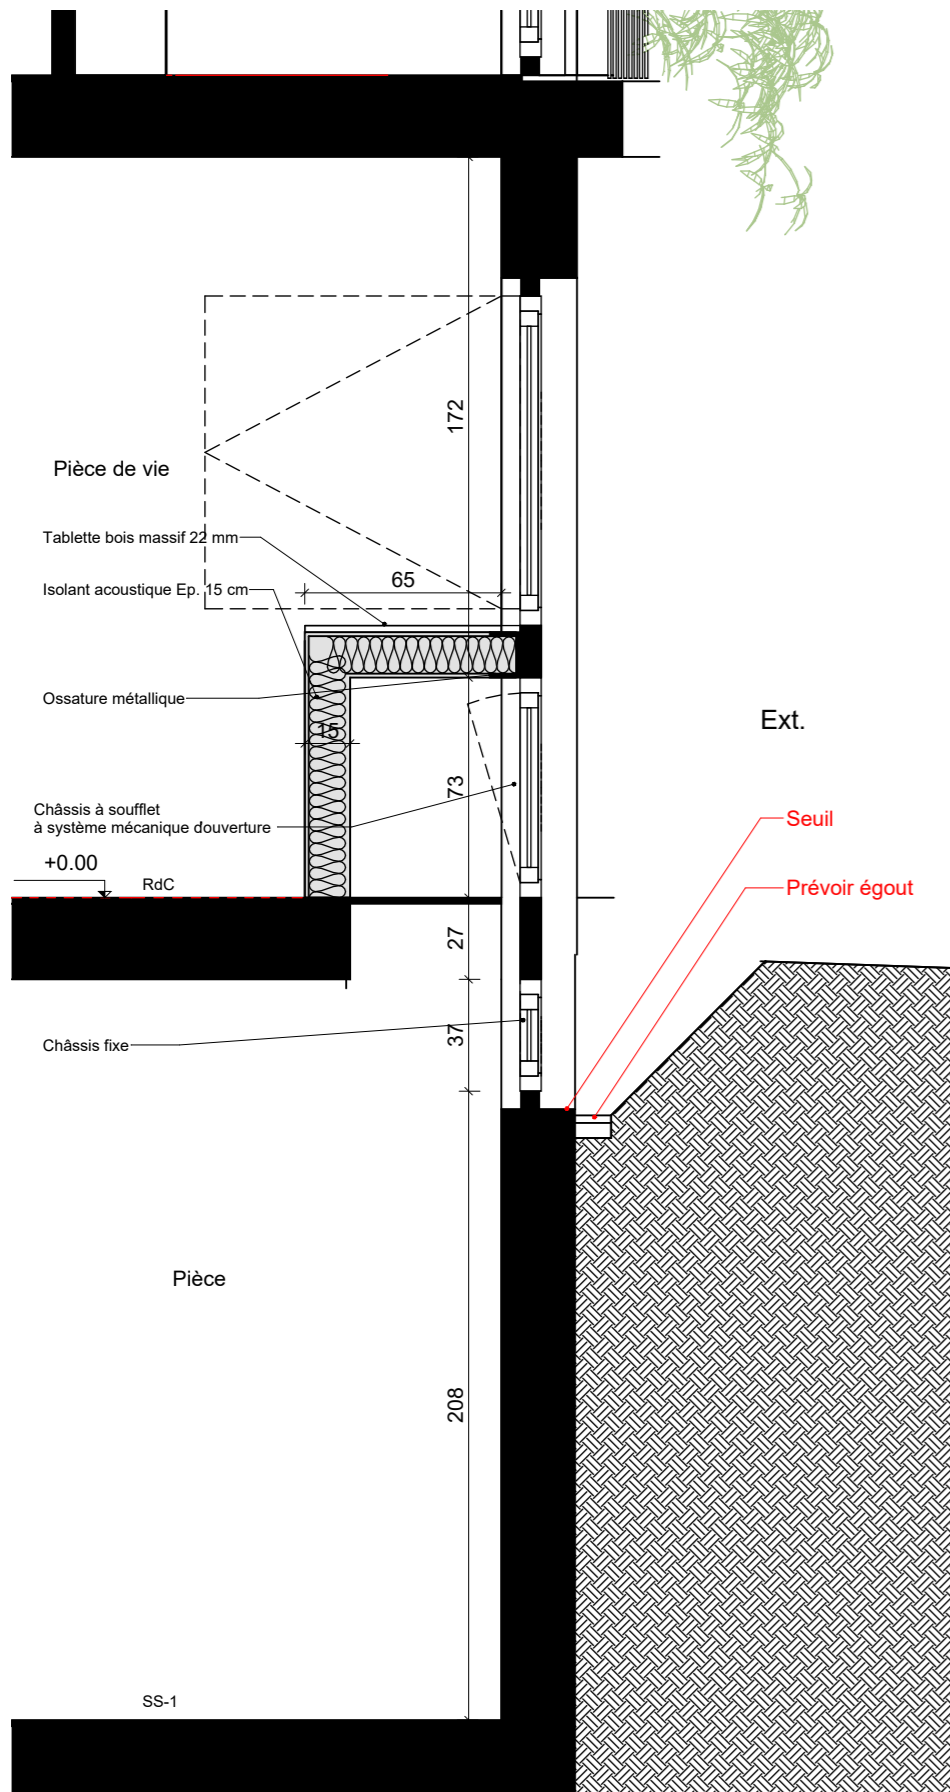 172
Pièce de vie
Tablette bois massif 22 mm
65
Isolant acoustique Ep. 15 cm
Ossature métallique
15
Ext.
73
Châssis à soufflet
à système mécanique d'ouverture
Seuil
+0.00
RdC
Prévoir égout
27
37
Châssis fixe
Pièce
208
SS-1